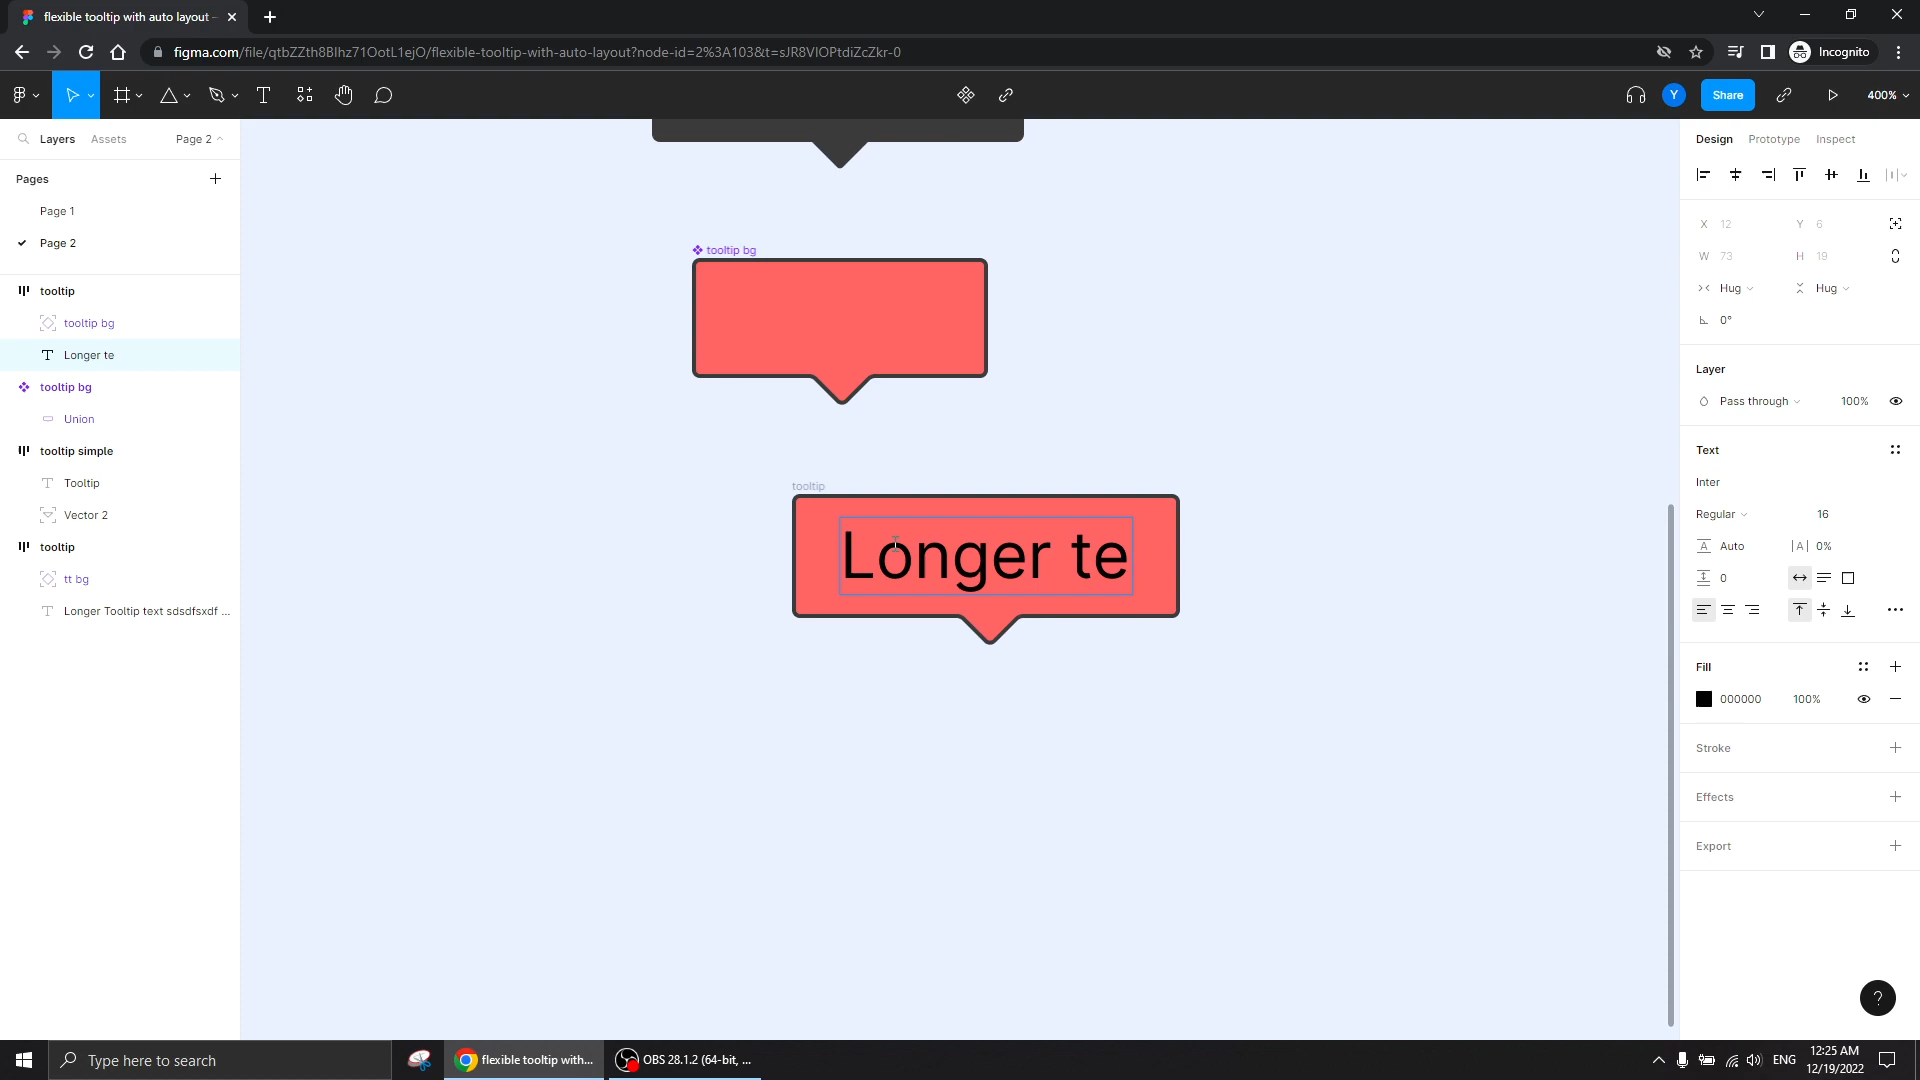 flexible tooltip with auto layout –
figma.com/file/qtbZZth8Blhz71OotL1ejO/flexible-tooltip-with-auto-layout?node-id=2%3A103&t=sJR8VIOPtdiZcZkr-0
Incognito
Y
Share
400%
Layers
Assets
Page 2
Pages
Page 1
Page 2
tooltip
tooltip bg
Longer te
tooltip bg
Union
tooltip simple
Tooltip
Vector 2
tooltip
tt bg
Longer Tooltip text sdsdfsxdf ...
tooltip bg
tooltip
Longer te
Design
Prototype
Inspect
X 12
Y 6
W 73
H 19
Hug
Hug
0°
Layer
Pass through
100%
Text
Inter
Regular
16
Auto
0%
0
Fill
000000
100%
Stroke
Effects
Export
?
Type here to search
flexible tooltip with...
OBS 28.1.2 (64-bit, ...
ENG
12:25 AM
12/19/2022